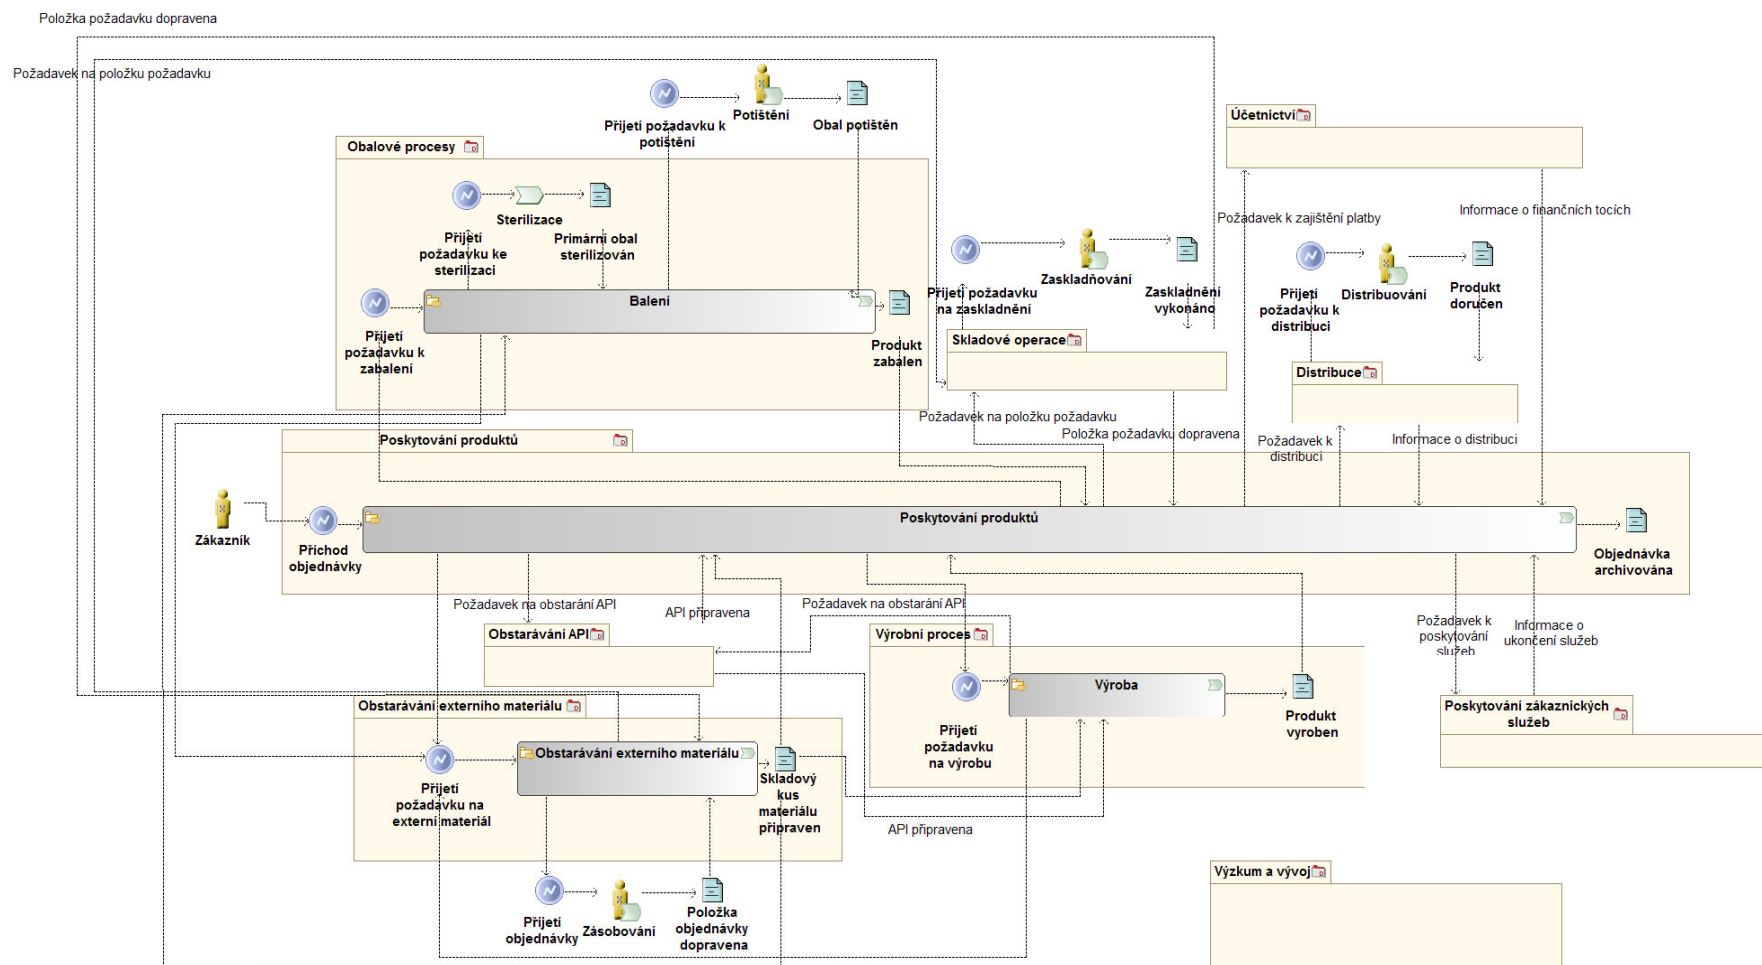 Položka požadavku dopravena
Požadavek na položku požadavku
Přijetí požadavku k
potištění
Potištění
Obal potištěn
Účetnictví
Obalové procesy
Sterilizace
Přijetí
požadavku ke
sterilizaci
Primární obal
sterilizován
Balení
Přijetí
požadavku k
zabalení
Produkt
zabalen
Přijetí požadavku
na zaskladnění
Zaskladňování
Zaskladnění
vykonáno
Požadavek k zajištění platby
Informace o finančních tocích
Přijetí
požadavku k
distribuci
Distribuování
Produkt
doručen
Skladové operace
Distribuce
Požadavek na položku požadavku
Položka požadavku dopravena
Požadavek k
distribuci
Informace o distribuci
Poskytování produktů
Zákazník
Příchod
objednávky
Poskytování produktů
Objednávka
archivována
Požadavek na obstarání API
API připravena
Požadavek na obstarání API
Požadavek k
poskytování
služeb
Informace o
ukončení služeb
Obstarávání API
Výrobní proces
Výroba
Přijetí
požadavku
na výrobu
Produkt
vyroben
Poskytování zákaznických
služeb
Obstarávání externího materiálu
Obstarávání externího materiálu
Přijetí
požadavku na
externí materiál
Skladový
kus
materiálu
připraven
API připravena
Přijetí
objednávky
Zásobování
Položka
objednávky
dopravena
Výzkum a vývoj